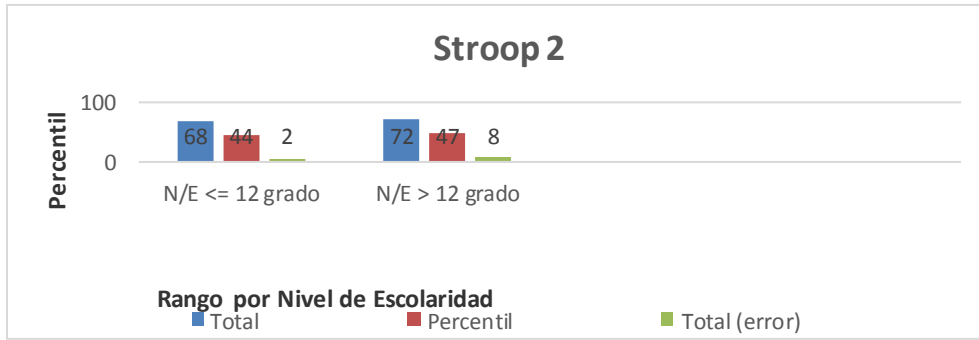 Stroop 2
Percentil
100
0
68 44 2 72 47 8
N/E <= 12 grado N/E > 12 grado
Rango por Nivel de Escolaridad
Total Percentil Total (error)